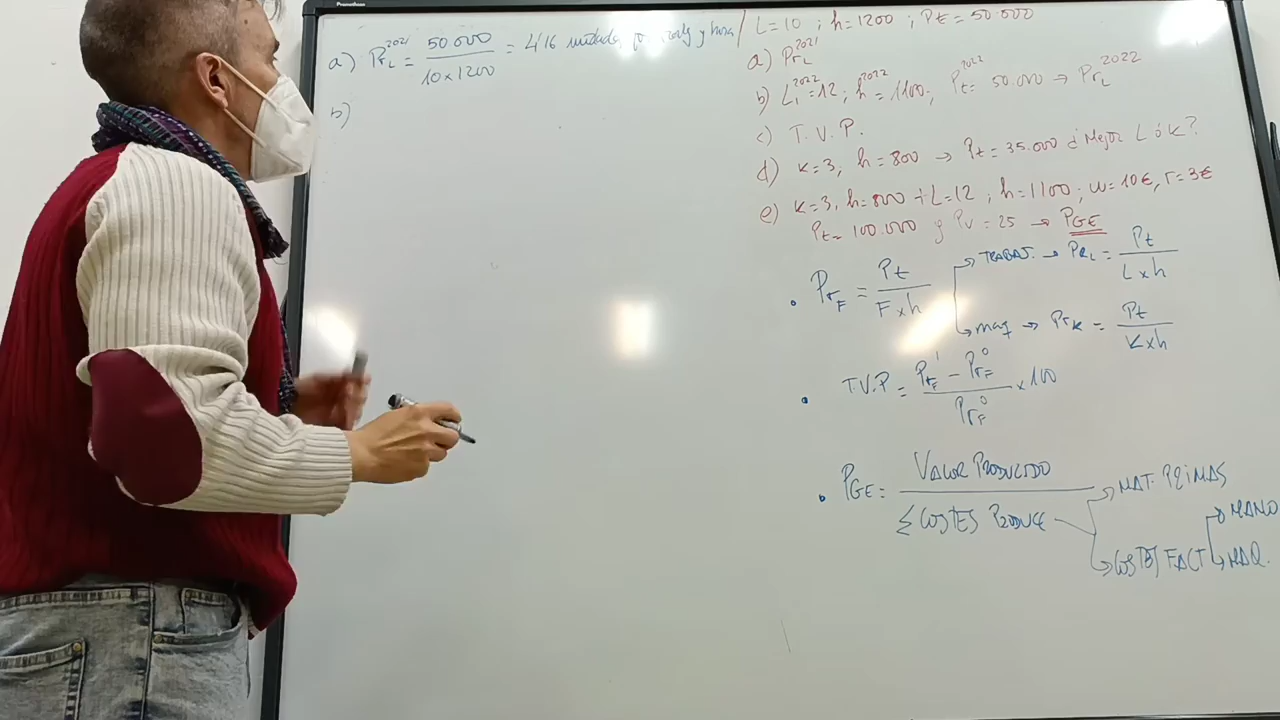 Promethean
a) Pr_L^2021 = 50 000 / 10 x 1200 = 4'16 unidades por trabj y hora
b)
L = 10 ; h = 1200 ; Pt = 50 000
a) Pr_L^2021
b) L^2022 = 12 ; h^2022 = 1100 ; Pt^2022 = 50.000 → Pr_L^2022
c) T.V.P.
d) K = 3, h = 800 → Pt = 35.000 ¿Mejor L ó K?
e) K = 3, h = 800 + L = 12 ; h = 1100 ; w = 10€, r = 3€
Pt = 100.000 y Pv = 25 → PGE
• Pr_F = Pt / F x h → TRABAJ. → PR_L = Pt / L x h
→ maq → Pr_K = Pt / K x h
• T.V.P = Pr_F^1 - Pr_F^0 / Pr_F^0 x 100
• PGE = VALOR PRODUCIDO / Σ COSTES PRODUCC
→ MAT. PRIMAS
→ COSTES FACT → MANO
→ MAQ.